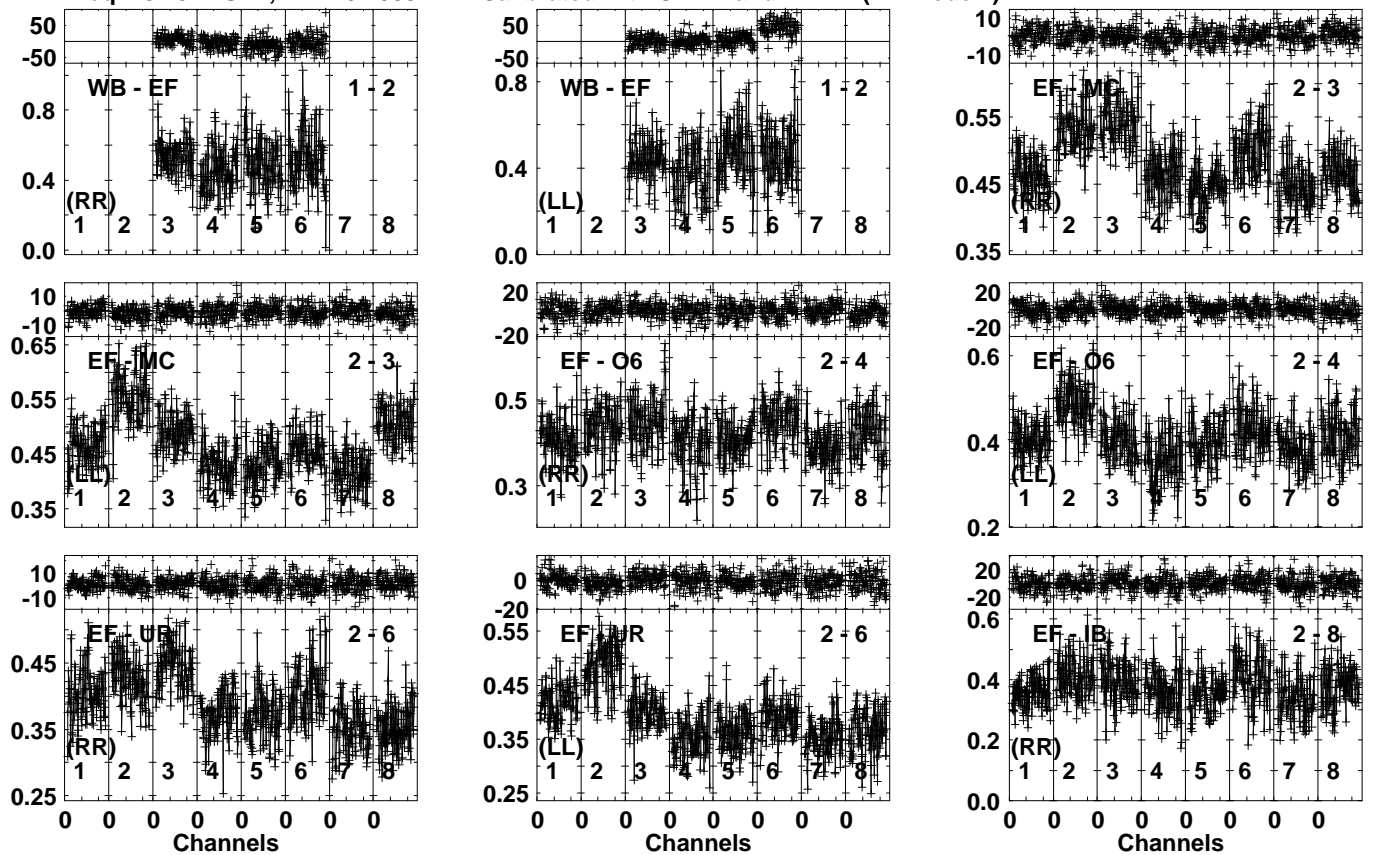 50
-50
WB - EF 1 - 2
0.8
0.4
0.0
(RR)
1 2 3 4 5 6 7 8
50
-50
WB - EF 1 - 2
0.8
0.4
0.0
(LL)
1 2 3 4 5 6 7 8
10
-10
EF - MC 2 - 3
0.55
0.45
0.35
(RR)
1 2 3 4 5 6 7 8
10
-10
EF - MC 2 - 3
0.65
0.55
0.45
0.35
(LL)
1 2 3 4 5 6 7 8
20
-20
EF - O6 2 - 4
0.5
0.3
(RR)
1 2 3 4 5 6 7 8
20
-20
EF - O6 2 - 4
0.6
0.4
0.2
(LL)
1 2 3 4 5 6 7 8
10
-10
EF - UR 2 - 6
0.45
0.35
0.25
(RR)
1 2 3 4 5 6 7 8
0 0 0 0 0 0 0 0
Channels
0
-20
EF - UR 2 - 6
0.55
0.45
0.35
0.25
(LL)
1 2 3 4 5 6 7 8
0 0 0 0 0 0 0 0
Channels
20
-20
EF - IB 2 - 8
0.6
0.4
0.2
0.0
(RR)
1 2 3 4 5 6 7 8
0 0 0 0 0 0 0 0
Channels